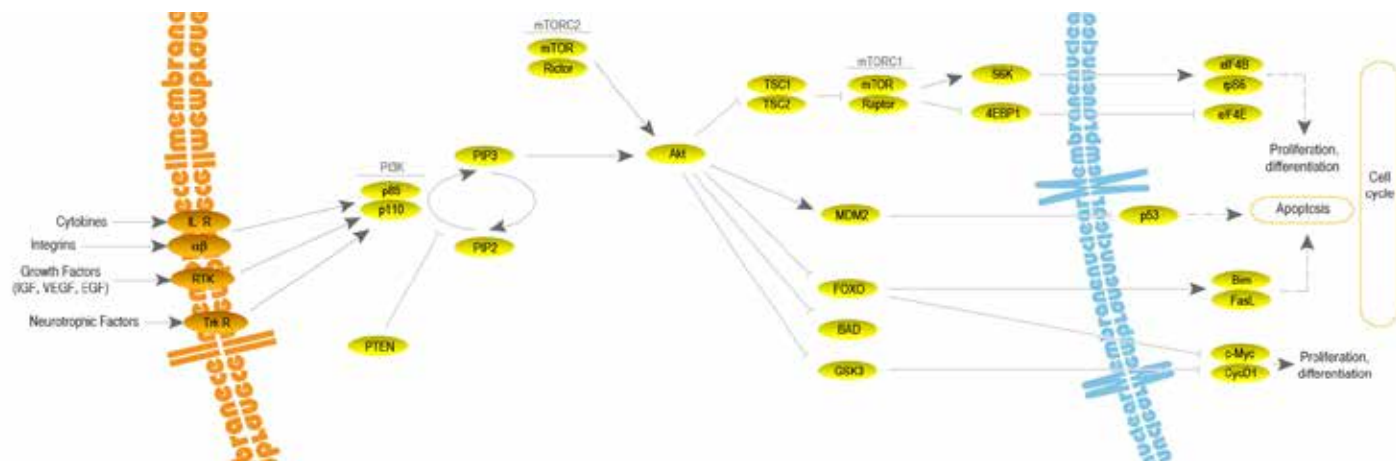 mTORC2
mTOR
Rictor
TSC1
TSC2
mTORC1
mTOR
Raptor
S6K
4EBP1
eIF4B
rpS6
eIF4E
Proliferation,
differentiation
Cell
cycle
PIP3
Akt
PI3K
p85
p110
PIP2
PTEN
Cytokines
IL R
Integrins
αβ
Growth Factors
(IGF, VEGF, EGF)
RTK
Neurotrophic Factors
Trk R
MDM2
p53
Apoptosis
FOXO
Bim
FasL
BAD
GSK3
c-Myc
CycD1
Proliferation,
differentiation
cellmembrane
nuclearmembrane